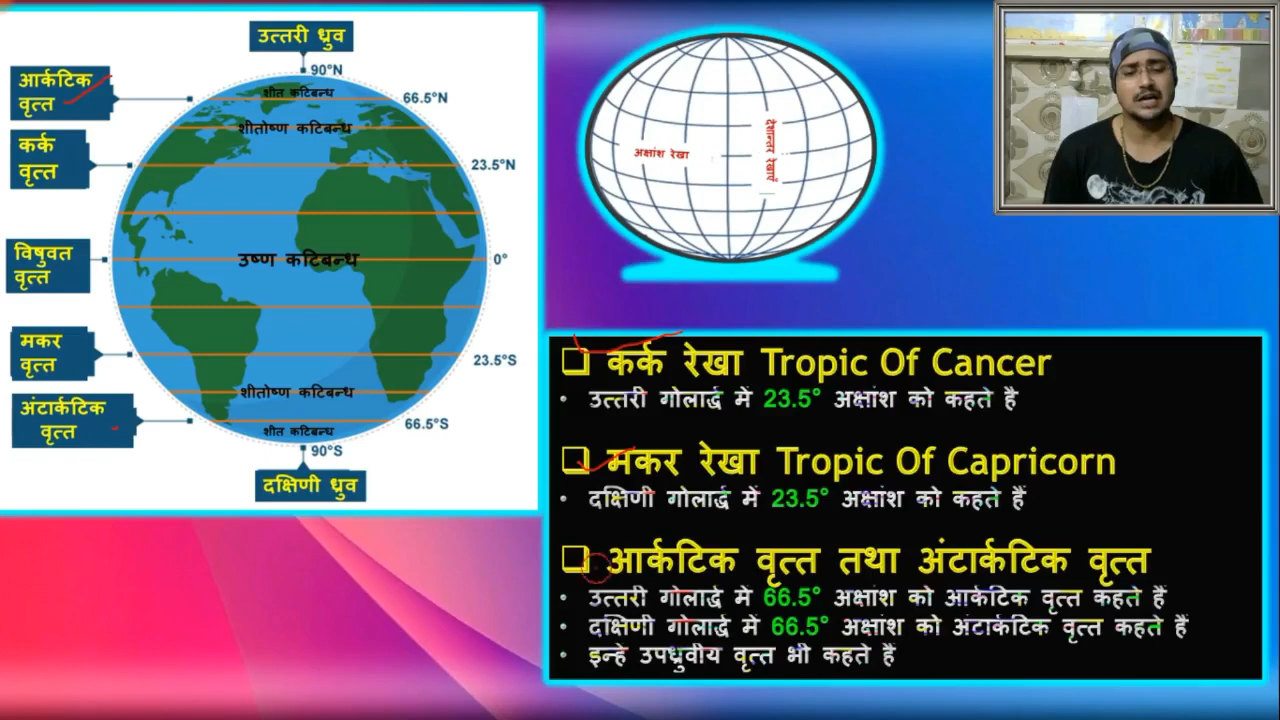 उत्तरी ध्रुव
90°N
आर्कटिक
वृत्त
शीत कटिबन्ध
66.5°N
शीतोष्ण कटिबन्ध
कर्क
वृत्त
23.5°N
विषुवत
वृत्त
उष्ण कटिबन्ध
0°
मकर
वृत्त
23.5°S
शीतोष्ण कटिबन्ध
अंटार्कटिक
वृत्त
66.5°S
शीत कटिबन्ध
90°S
दक्षिणी ध्रुव
अक्षांश रेखा
देशान्तर रेखाएँ
कर्क रेखा Tropic Of Cancer
• उत्तरी गोलार्द्ध में 23.5° अक्षांश को कहते है
मकर रेखा Tropic Of Capricorn
• दक्षिणी गोलार्द्ध में 23.5° अक्षांश को कहते हैं
आर्कटिक वृत्त तथा अंटार्कटिक वृत्त
• उत्तरी गोलार्द्ध में 66.5° अक्षांश को आर्कटिक वृत्त कहते हैं
• दक्षिणी गोलार्द्ध में 66.5° अक्षांश को अंटार्कटिक वृत्त कहते हैं
• इन्हे उपध्रुवीय वृत्त भी कहते हैं